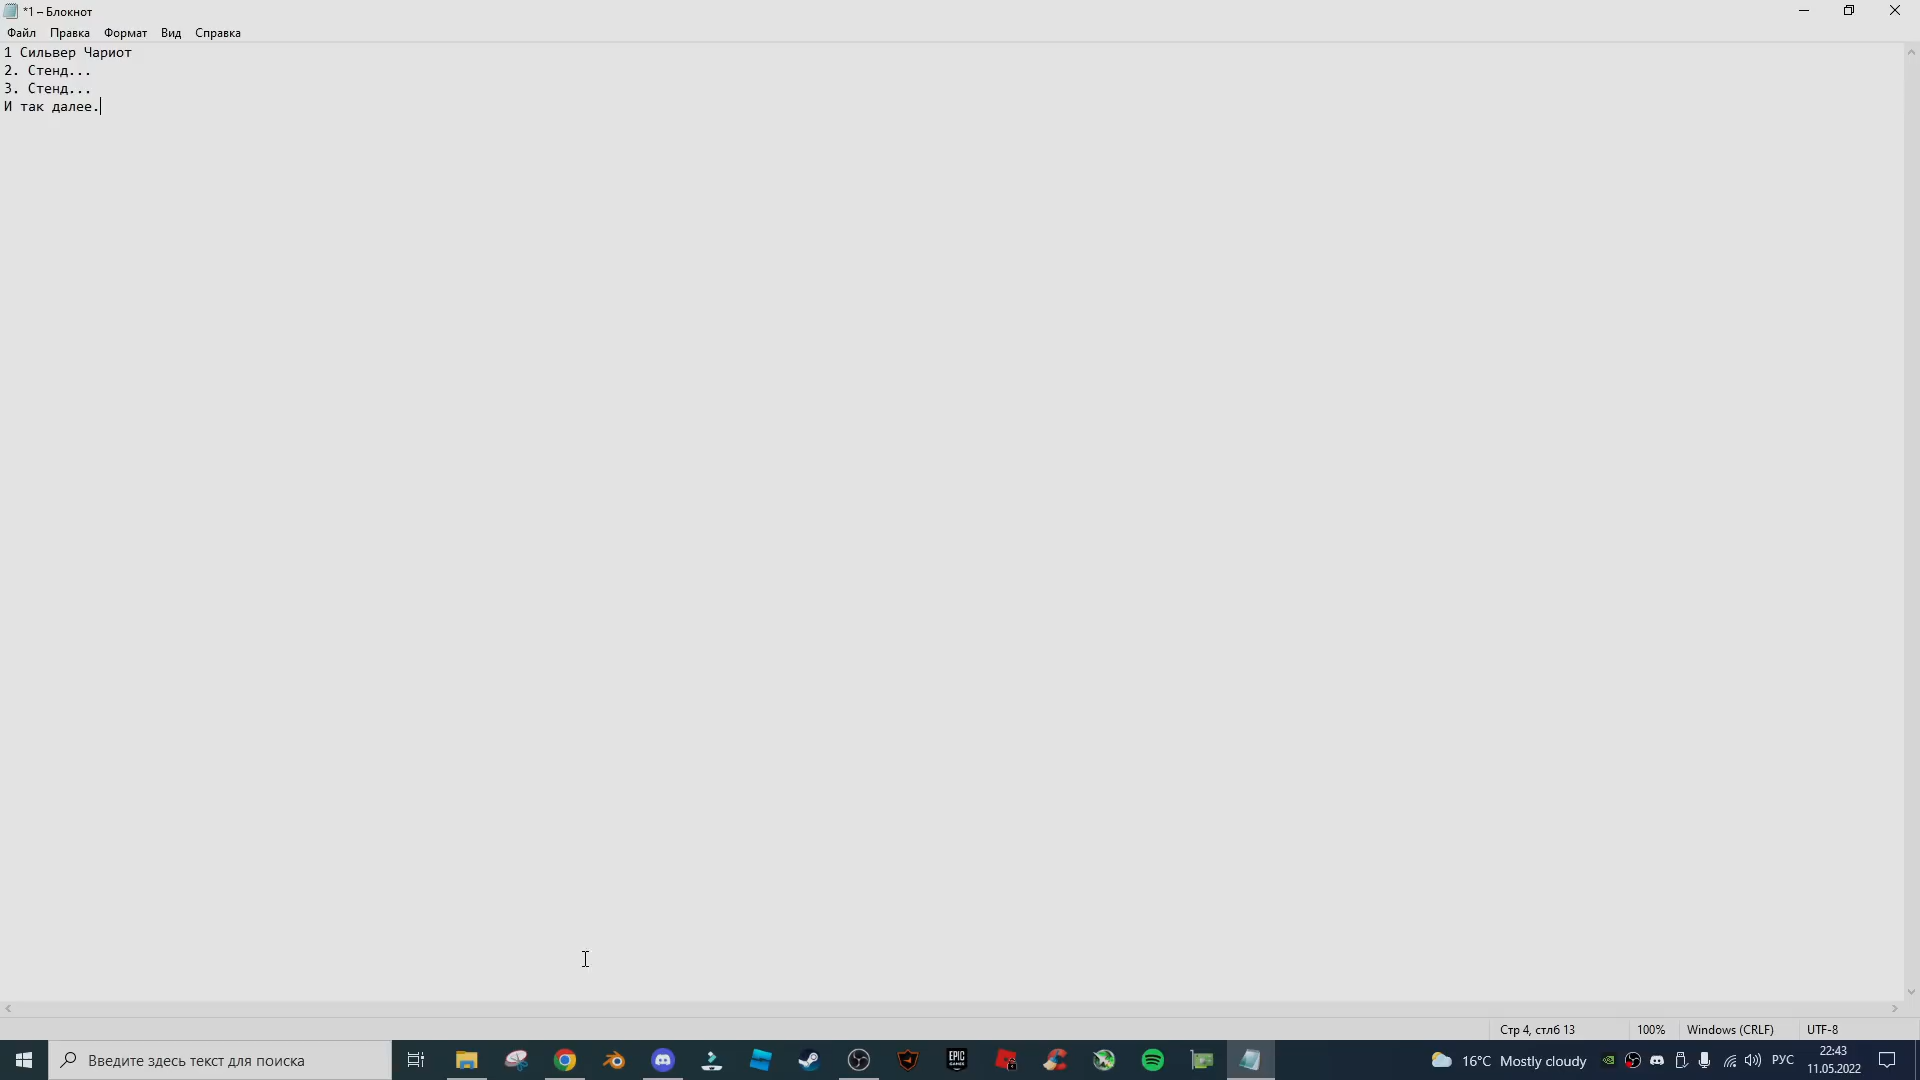 *1 – Блокнот
Файл Правка Формат Вид Справка
1 Сильвер Чариот
2. Стенд...
3. Стенд...
И так далее.
Стр 4, стлб 13 100% Windows (CRLF) UTF-8
Введите здесь текст для поиска
EPIC GAMES
16°C Mostly cloudy
РУС
22:43
11.05.2022